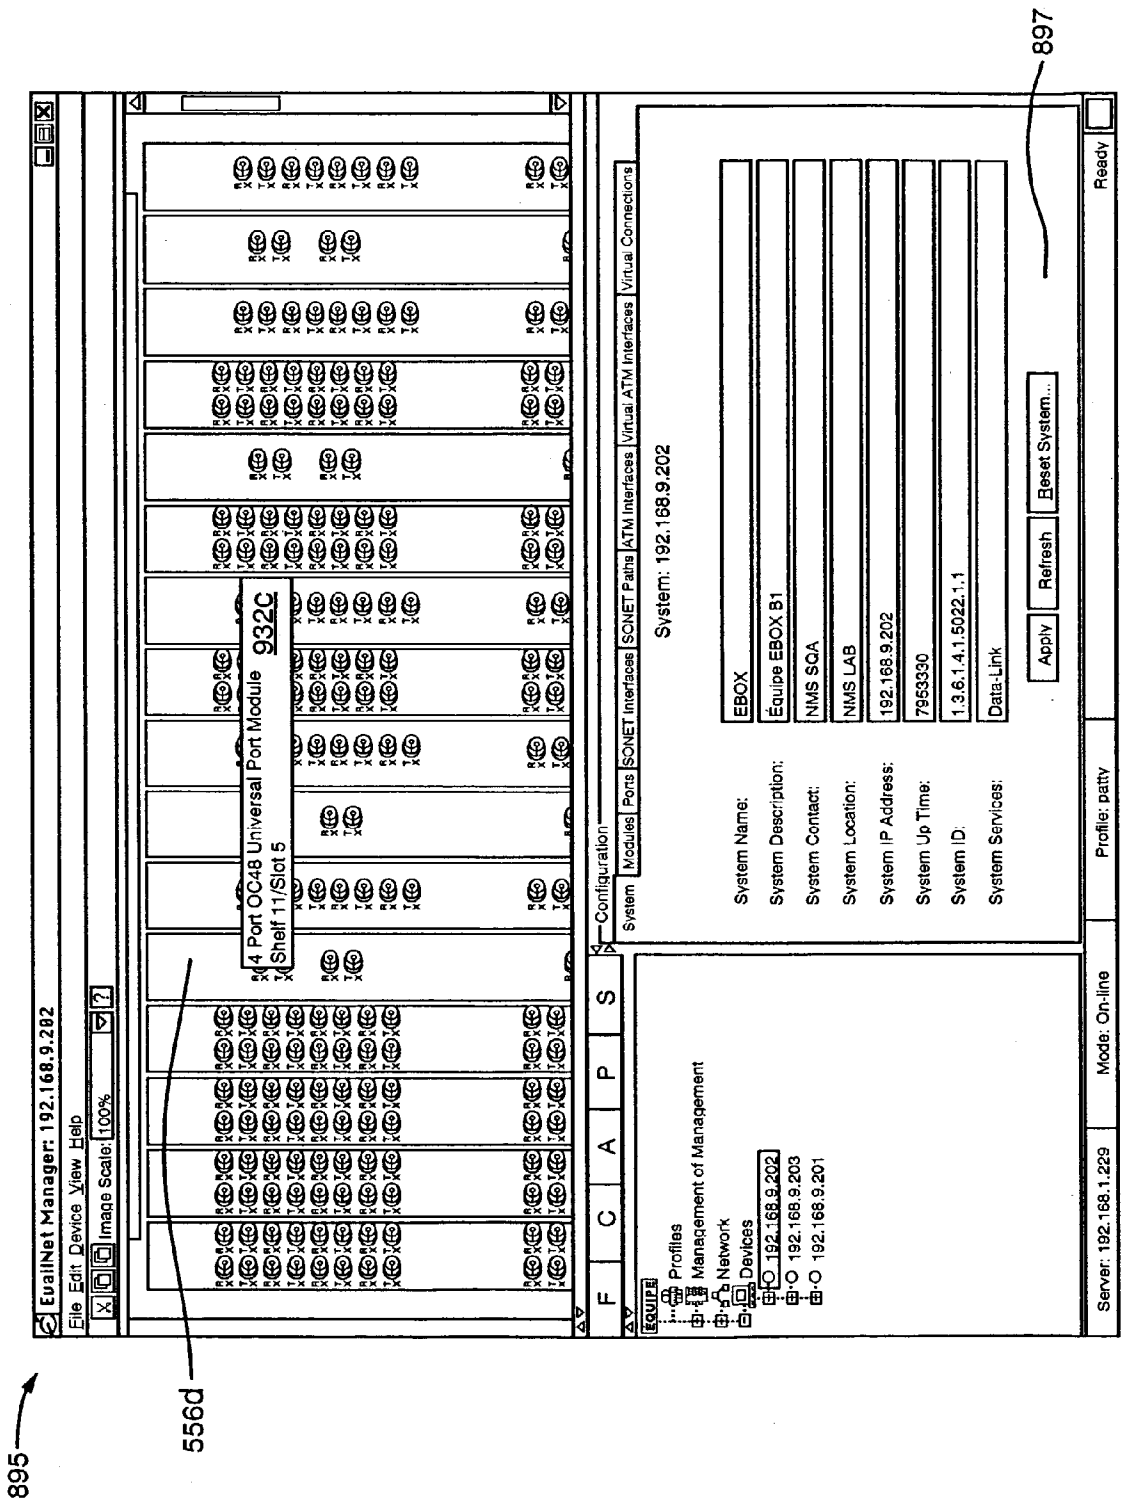 895
EuailNet Manager: 192.168.9.202
File Edit Device View Help
Image Scale: 100% ?
556d
4 Port OC48 Universal Port Module
Shelf 11/Slot 5
932C
F C A P S
EQUIPE
Profiles
Management of Management
Network
Devices
192.168.9.202
192.168.9.203
192.168.9.201
Configuration
System Modules Ports SONET Interfaces SONET Paths ATM Interfaces Virtual ATM Interfaces Virtual Connections
System: 192.168.9.202
System Name: EBOX
System Description: Équipe EBOX B1
System Contact: NMS SQA
System Location: NMS LAB
System IP Address: 192.168.9.202
System Up Time: 7953330
System ID: 1.3.6.1.4.1.5022.1.1
System Services: Data-Link
Apply Refresh Reset System...
897
Server: 192.168.1.229 Mode: On-line Profile: patty Ready